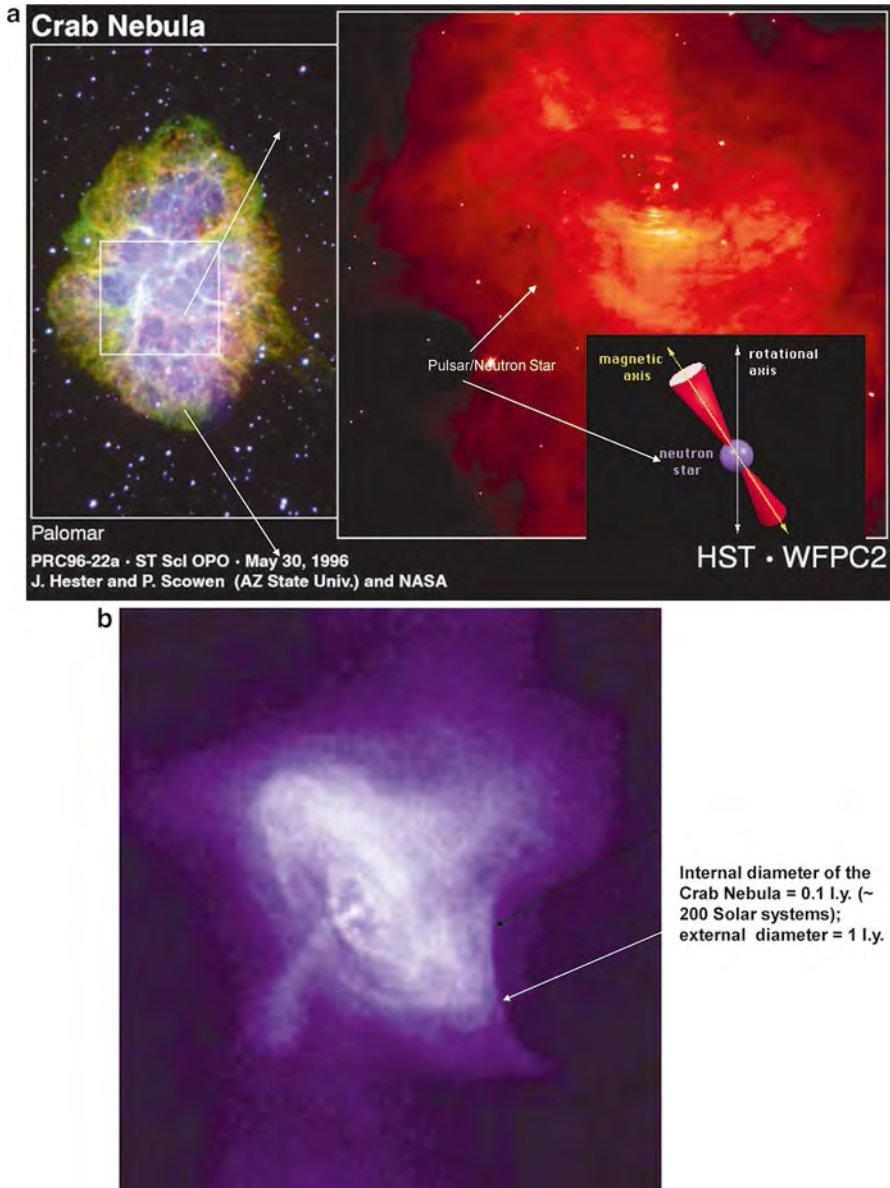 a
Crab Nebula
Pulsar/Neutron Star
magnetic
axis
rotational
axis
neutron
star
Palomar
PRC96-22a · ST ScI OPO · May 30, 1996
J. Hester and P. Scowen (AZ State Univ.) and NASA
HST · WFPC2
b
Internal diameter of the
Crab Nebula = 0.1 l.y. (~
200 Solar systems);
external diameter = 1 l.y.